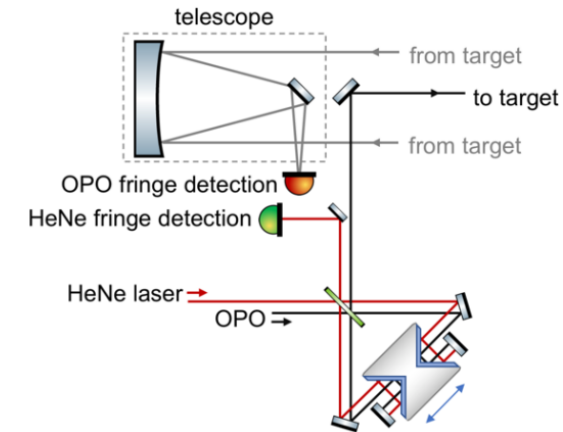 telescope
from target
to target
from target
OPO fringe detection
HeNe fringe detection
HeNe laser
OPO